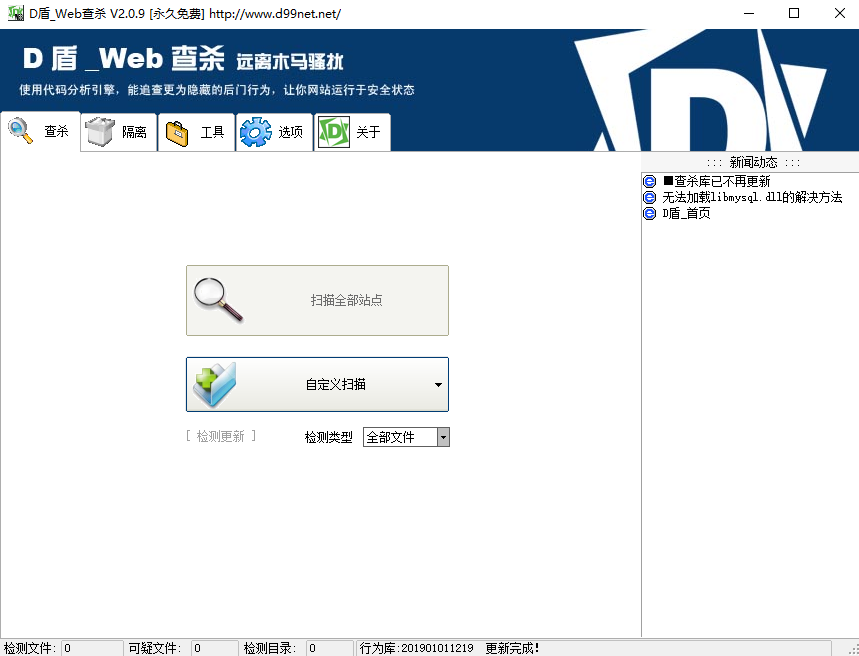 D盾_Web查杀 V2.0.9 [永久免费] http://www.d99net.net/
D 盾 _Web 查杀 远离木马骚扰
使用代码分析引擎，能追查更为隐藏的后门行为，让你网站运行于安全状态
查杀 隔离 工具 选项 关于
::: 新闻动态 :::
■查杀库已不再更新
无法加载libmysql.dll的解决方法
D盾_首页
扫描全部站点
自定义扫描
[ 检测更新 ] 检测类型 全部文件
检测文件: 0 可疑文件: 0 检测目录: 0 行为库:201901011219 更新完成!